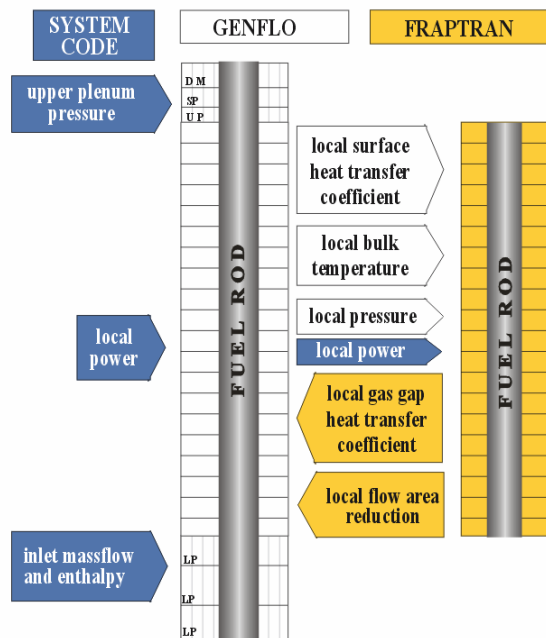 SYSTEM
CODE
GENFLO
FRAPTRAN
upper plenum
pressure
D M
SP
U P
local surface
heat transfer
coefficient
local bulk
temperature
local pressure
local power
local
power
local gas gap
heat transfer
coefficient
local flow area
reduction
FUEL ROD
FUEL ROD
inlet massflow
and enthalpy
LP
LP
LP